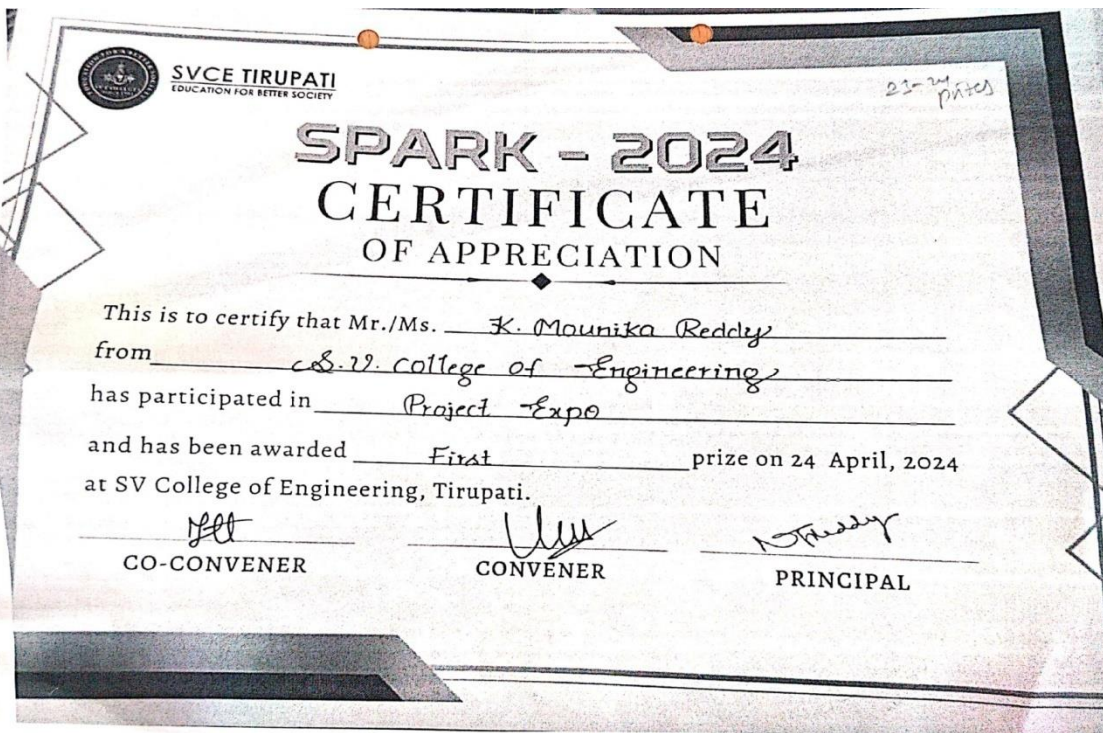 SVCE TIRUPATI
EDUCATION FOR BETTER SOCIETY
23-24
SPARK - 2024
CERTIFICATE
OF APPRECIATION
This is to certify that Mr./Ms. K. Mounika Reddy
from S.V. College of Engineering
has participated in Project Expo
and has been awarded First prize on 24 April, 2024
at SV College of Engineering, Tirupati.
CO-CONVENER
CONVENER
PRINCIPAL